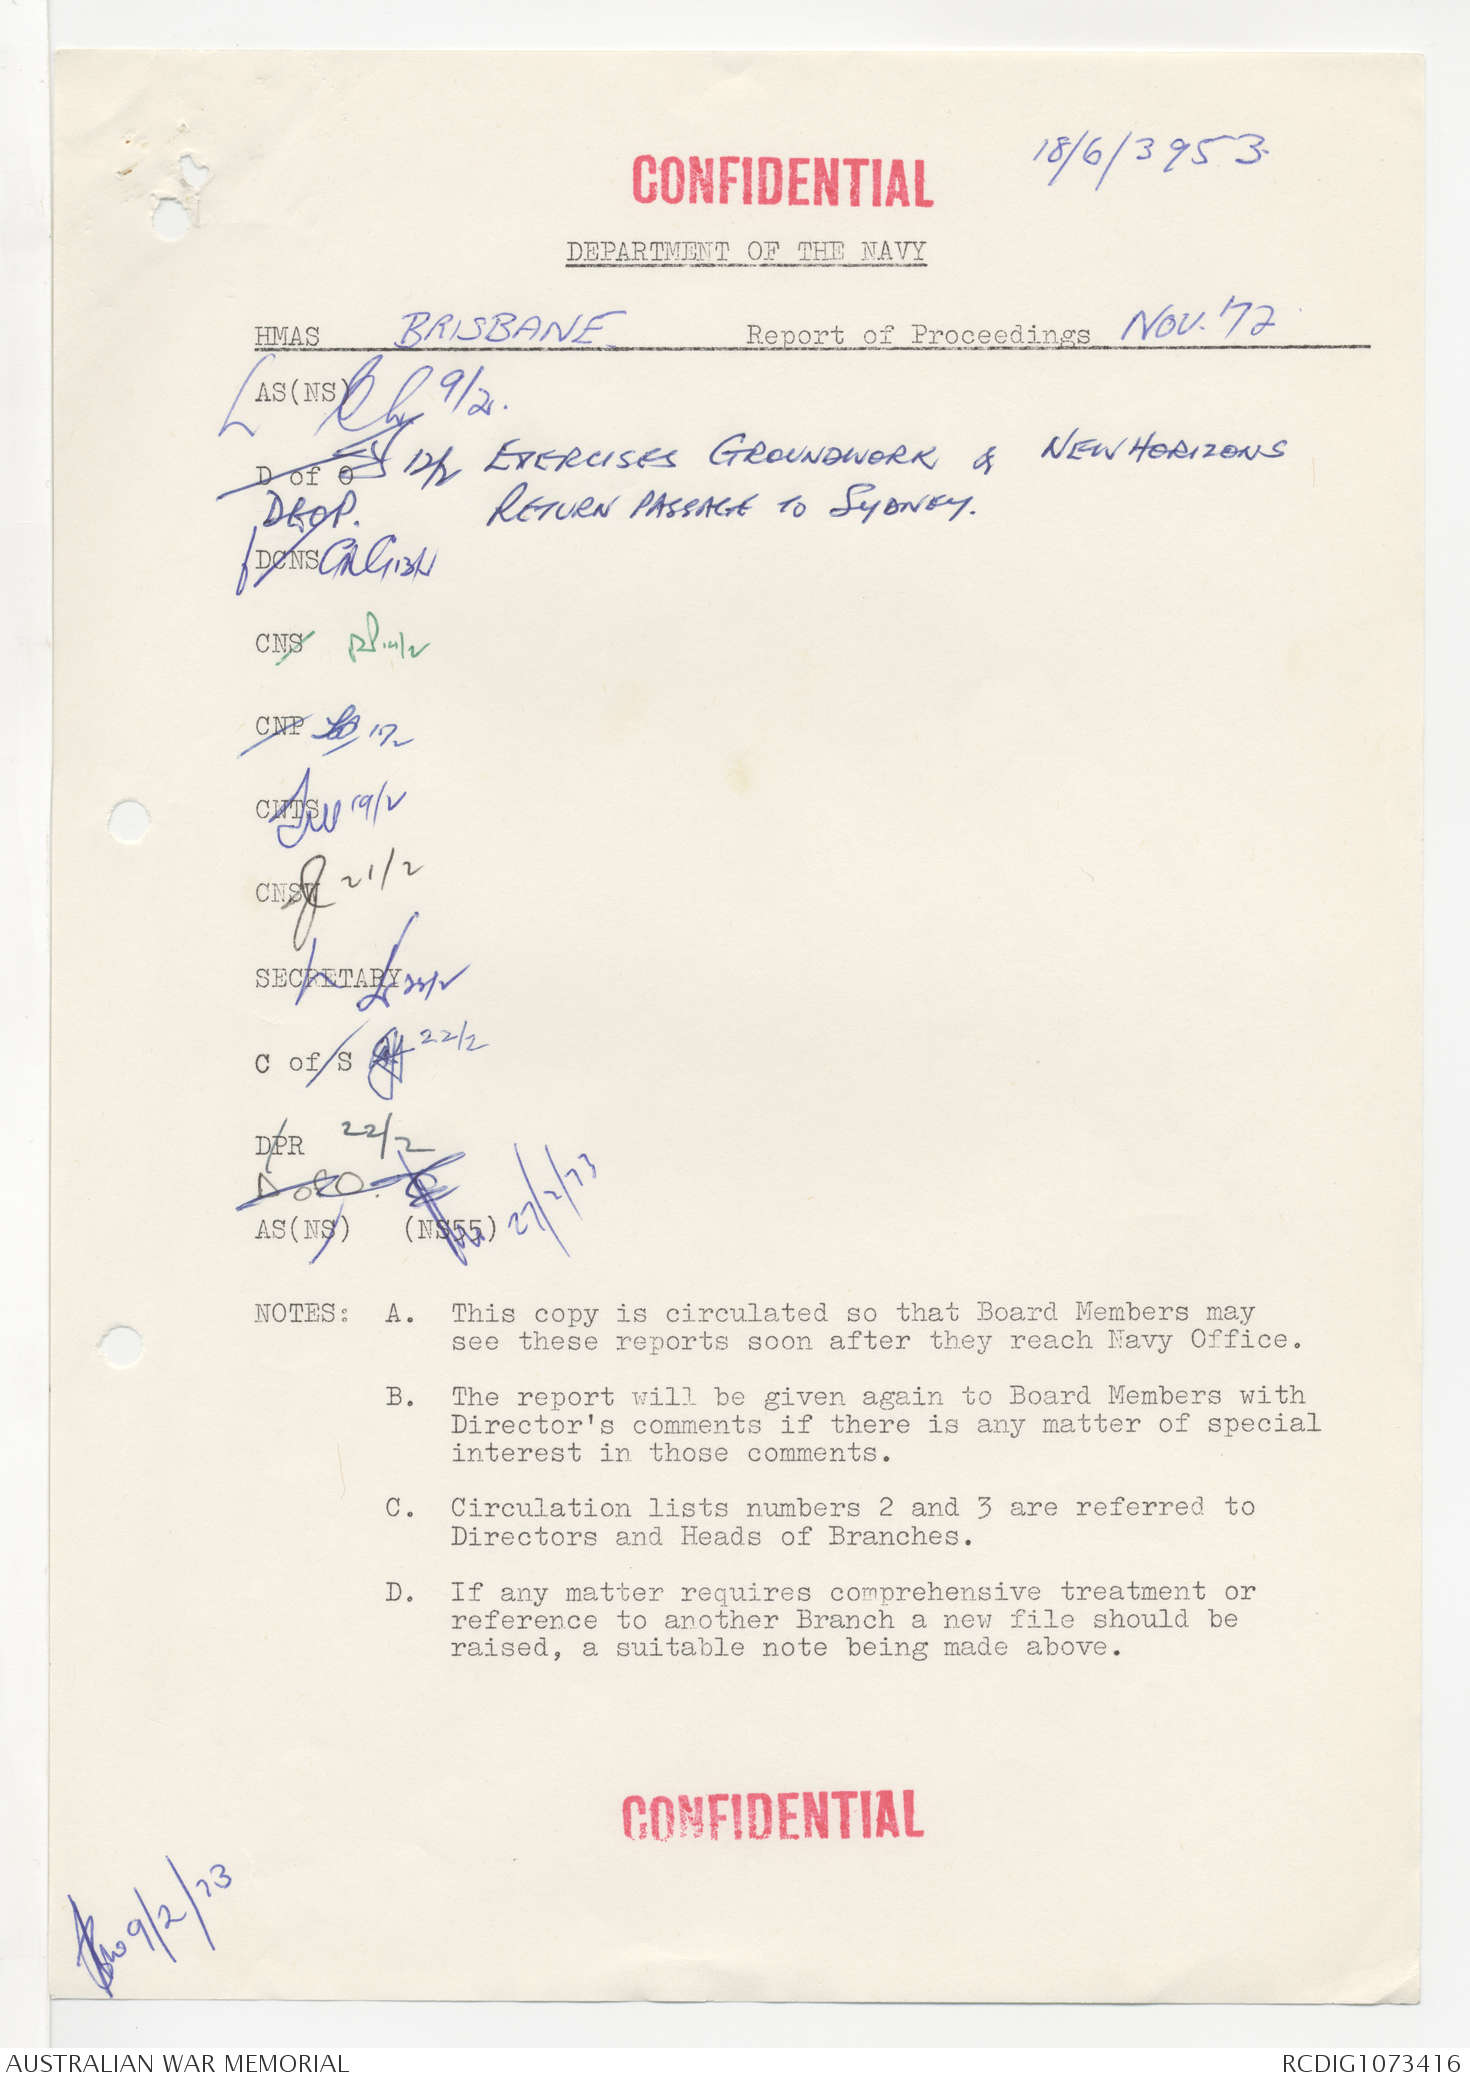 18/6/3953
CONFIDENTIAL
DEPARTMENT OF THE NAVY
HMAS BRISBANE Report of Proceedings NOV. '72
AS(NS) 9/2.
D of O 12/2 EXERCISES GROUNDWORK & NEW HORIZONS
RETURN PASSAGE TO SYDNEY.
DCNS
CNS
CNP
CNTS 19/2
CNSW 21/2
SECRETARY
C of S 22/2
DPR 22/2
AS(NS) (NS55) 27/2/73
NOTES: A. This copy is circulated so that Board Members may
see these reports soon after they reach Navy Office.
B. The report will be given again to Board Members with
Director's comments if there is any matter of special
interest in those comments.
C. Circulation lists numbers 2 and 3 are referred to
Directors and Heads of Branches.
D. If any matter requires comprehensive treatment or
reference to another Branch a new file should be
raised, a suitable note being made above.
CONFIDENTIAL
9/2/73
AUSTRALIAN WAR MEMORIAL
RCDIG1073416